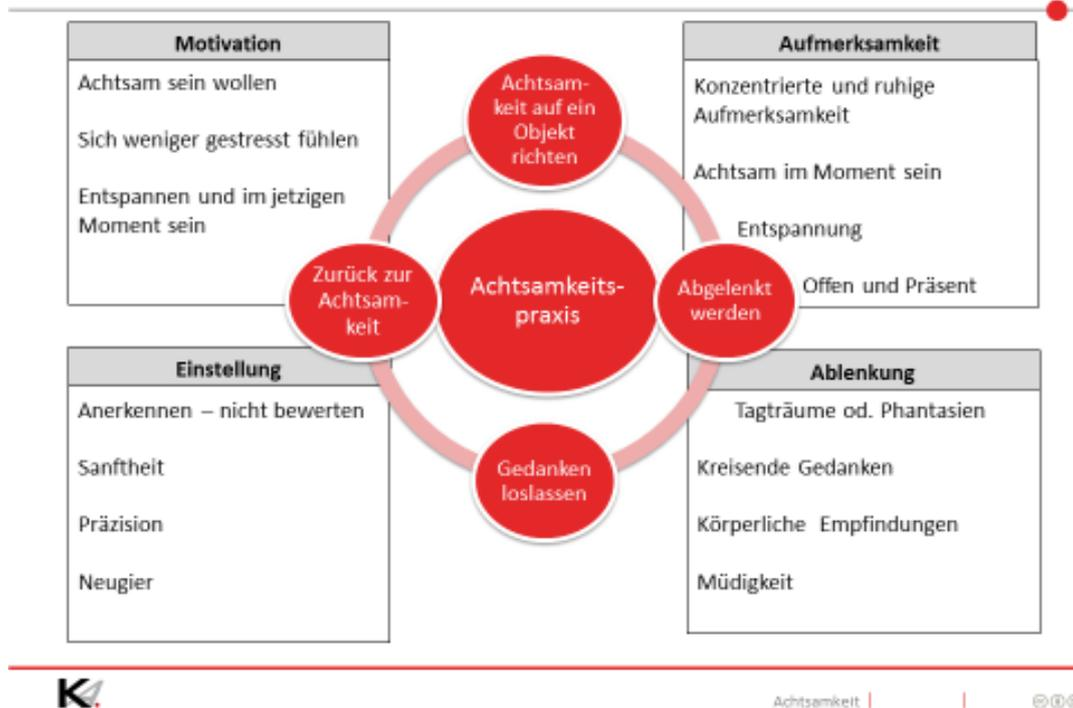 Motivation
Achtsam sein wollen
Sich weniger gestresst fühlen
Entspannen und im jetzigen
Moment sein
Achtsam-
keit auf ein
Objekt
richten
Aufmerksamkeit
Konzentrierte und ruhige
Aufmerksamkeit
Achtsam im Moment sein
Entspannung
Offen und Präsent
Zurück zur
Achtsam-
keit
Achtsamkeits-
praxis
Abgelenkt
werden
Einstellung
Anerkennen – nicht bewerten
Sanftheit
Präzision
Neugier
Gedanken
loslassen
Ablenkung
Tagträume od. Phantasien
Kreisende Gedanken
Körperliche Empfindungen
Müdigkeit
K4.
Achtsamkeit